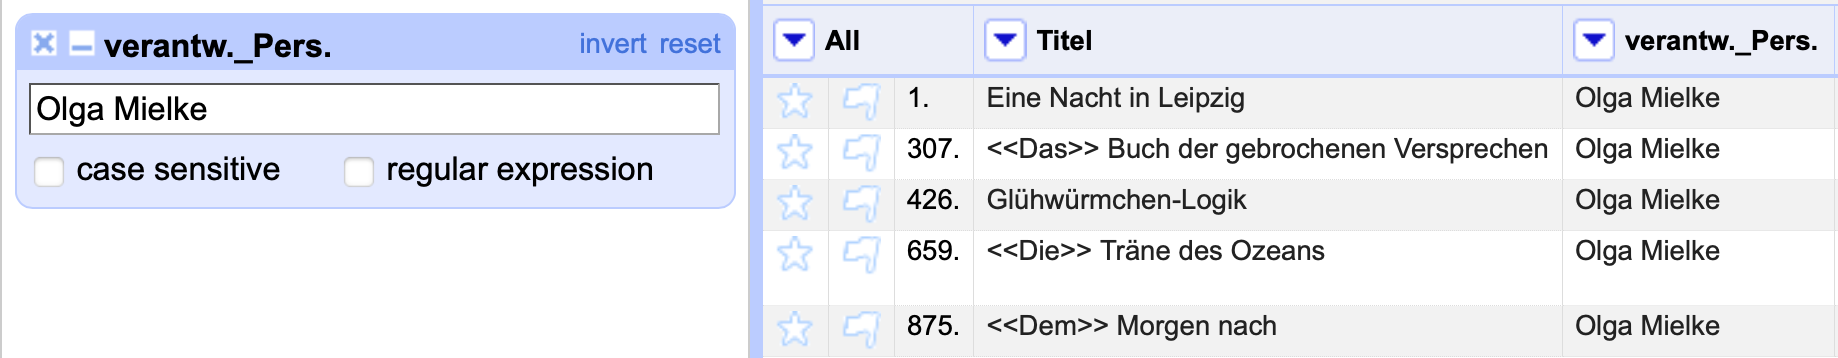 verantw._Pers. invert reset
Olga Mielke
case sensitive regular expression
All Titel verantw._Pers.
1. Eine Nacht in Leipzig Olga Mielke
307. <<Das>> Buch der gebrochenen Versprechen Olga Mielke
426. Glühwürmchen-Logik Olga Mielke
659. <<Die>> Träne des Ozeans Olga Mielke
875. <<Dem>> Morgen nach Olga Mielke